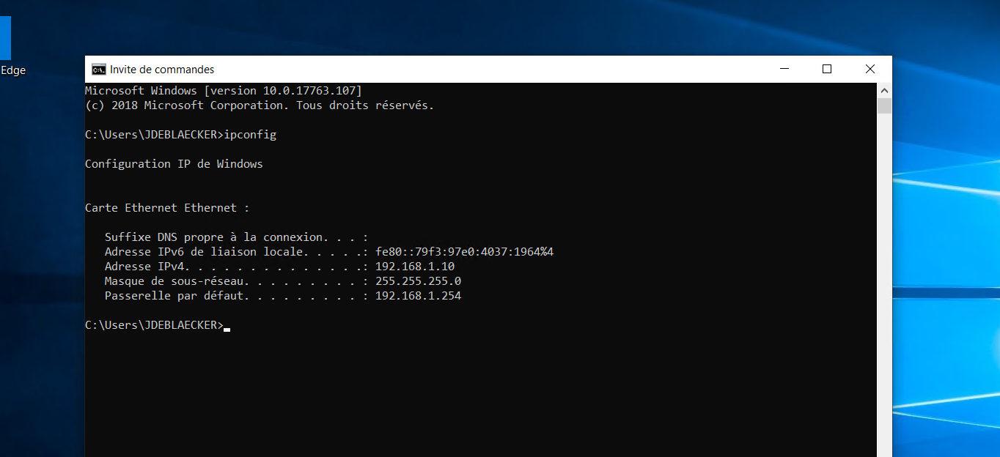 Edge
Invite de commandes
Microsoft Windows [version 10.0.17763.107]
(c) 2018 Microsoft Corporation. Tous droits réservés.
C:\Users\JDEBLAECKER>ipconfig
Configuration IP de Windows
Carte Ethernet Ethernet :
Suffixe DNS propre à la connexion. . . :
Adresse IPv6 de liaison locale. . . . .: fe80::79f3:97e0:4037:1964%4
Adresse IPv4. . . . . . . . . . . . . .: 192.168.1.10
Masque de sous-réseau. . . . . . . . . : 255.255.255.0
Passerelle par défaut. . . . . . . . . : 192.168.1.254
C:\Users\JDEBLAECKER>